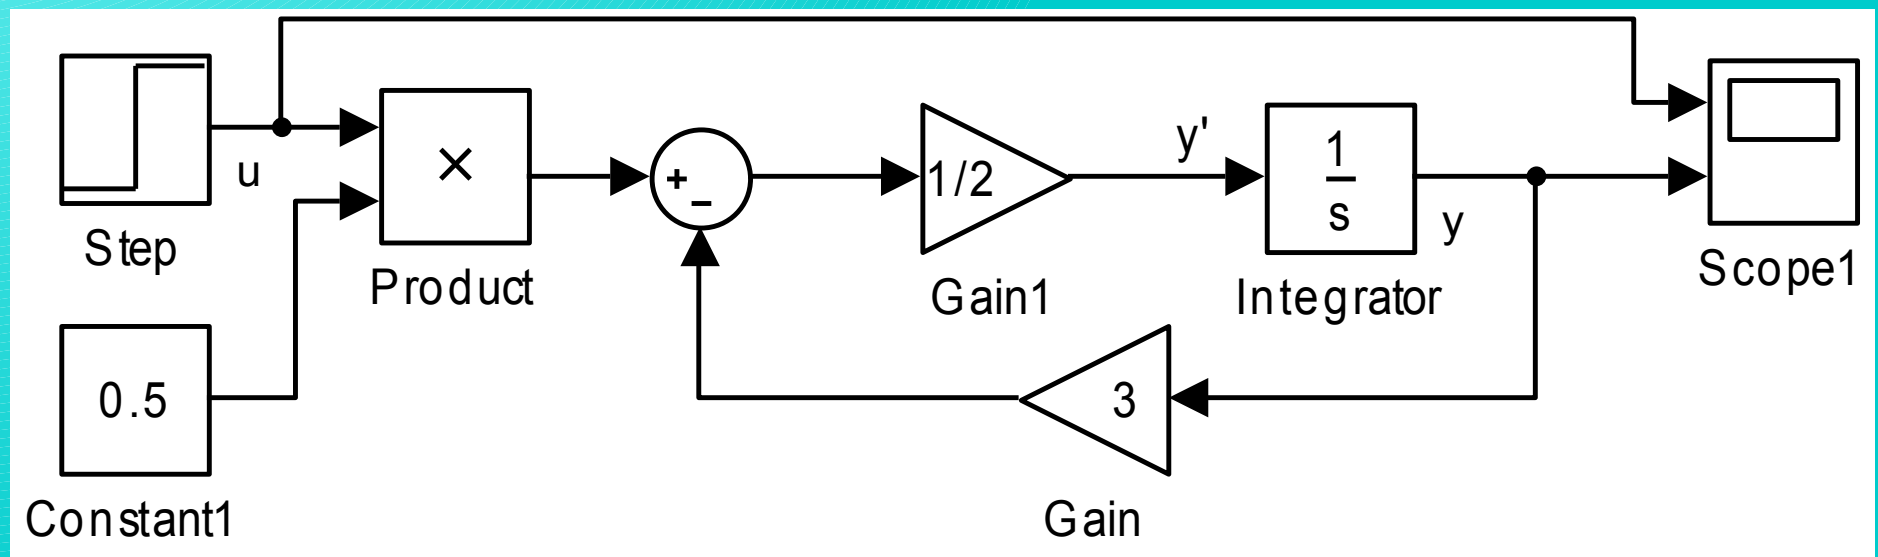 u
Step
×
Product
+
−
1/2
Gain1
y'
1
s
Integrator
y
Scope1
0.5
Constant1
3
Gain